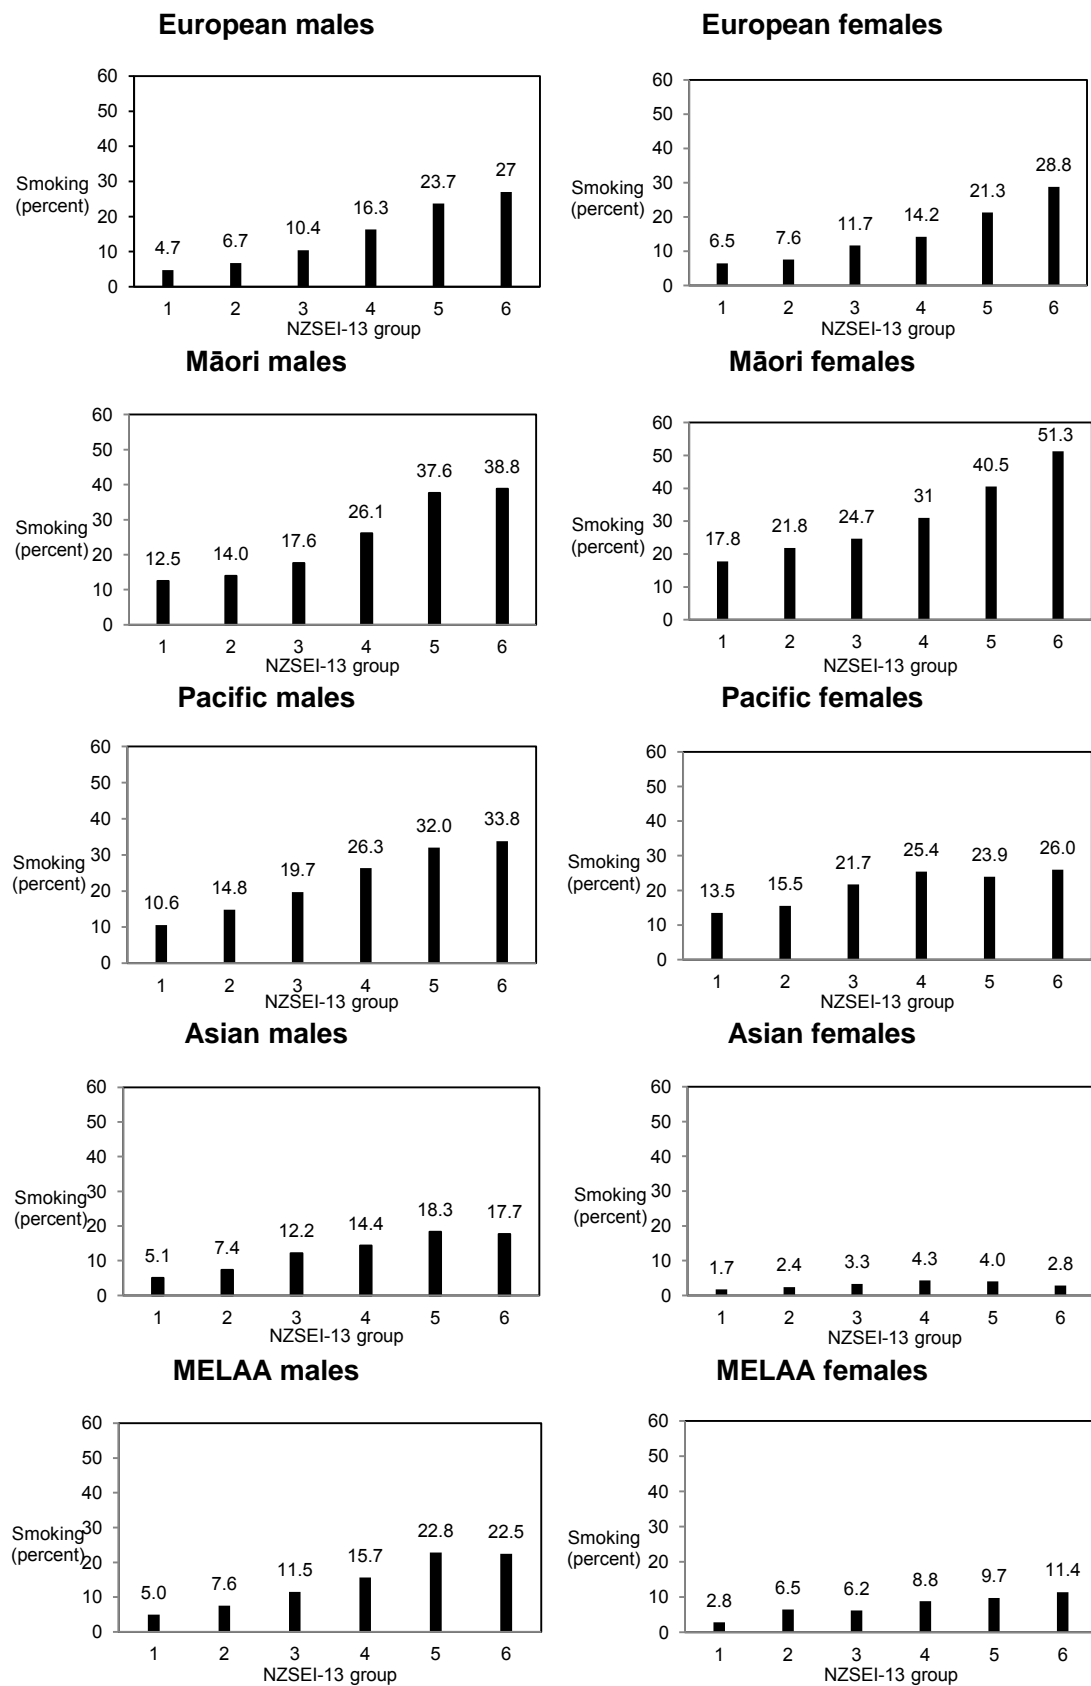 European males
60
50
40
30
20
10
0
Smoking
(percent)
4.7 6.7 10.4 16.3 23.7 27
1 2 3 4 5 6
NZSEI-13 group
European females
60
50
40
30
20
10
0
Smoking
(percent)
6.5 7.6 11.7 14.2 21.3 28.8
1 2 3 4 5 6
NZSEI-13 group
Māori males
60
50
40
30
20
10
0
Smoking
(percent)
12.5 14.0 17.6 26.1 37.6 38.8
1 2 3 4 5 6
NZSEI-13 group
Māori females
60
50
40
30
20
10
0
Smoking
(percent)
17.8 21.8 24.7 31 40.5 51.3
1 2 3 4 5 6
NZSEI-13 group
Pacific males
60
50
40
30
20
10
0
Smoking
(percent)
10.6 14.8 19.7 26.3 32.0 33.8
1 2 3 4 5 6
NZSEI-13 group
Pacific females
60
50
40
30
20
10
0
Smoking
(percent)
13.5 15.5 21.7 25.4 23.9 26.0
1 2 3 4 5 6
NZSEI-13 group
Asian males
60
50
40
30
20
10
0
Smoking
(percent)
5.1 7.4 12.2 14.4 18.3 17.7
1 2 3 4 5 6
NZSEI-13 group
Asian females
60
50
40
30
20
10
0
Smoking
(percent)
1.7 2.4 3.3 4.3 4.0 2.8
1 2 3 4 5 6
NZSEI-13 group
MELAA males
60
50
40
30
20
10
0
Smoking
(percent)
5.0 7.6 11.5 15.7 22.8 22.5
1 2 3 4 5 6
NZSEI-13 group
MELAA females
60
50
40
30
20
10
0
Smoking
(percent)
2.8 6.5 6.2 8.8 9.7 11.4
1 2 3 4 5 6
NZSEI-13 group